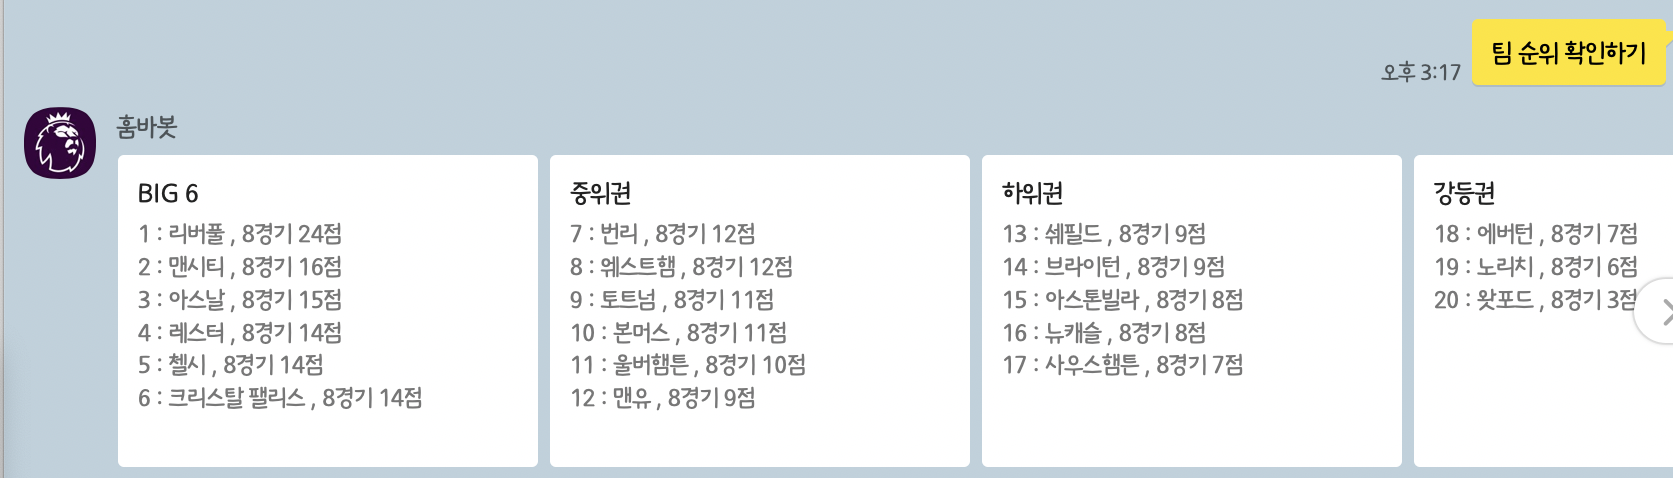 팀 순위 확인하기
오후 3:17
훔바봇
BIG 6
1 : 리버풀 , 8경기 24점
2 : 맨시티 , 8경기 16점
3 : 아스날 , 8경기 15점
4 : 레스터 , 8경기 14점
5 : 첼시 , 8경기 14점
6 : 크리스탈 팰리스 , 8경기 14점
중위권
7 : 번리 , 8경기 12점
8 : 웨스트햄 , 8경기 12점
9 : 토트넘 , 8경기 11점
10 : 본머스 , 8경기 11점
11 : 울버햄튼 , 8경기 10점
12 : 맨유 , 8경기 9점
하위권
13 : 쉐필드 , 8경기 9점
14 : 브라이턴 , 8경기 9점
15 : 아스톤빌라 , 8경기 8점
16 : 뉴캐슬 , 8경기 8점
17 : 사우스햄튼 , 8경기 7점
강등권
18 : 에버턴 , 8경기 7점
19 : 노리치 , 8경기 6점
20 : 왓포드 , 8경기 3점